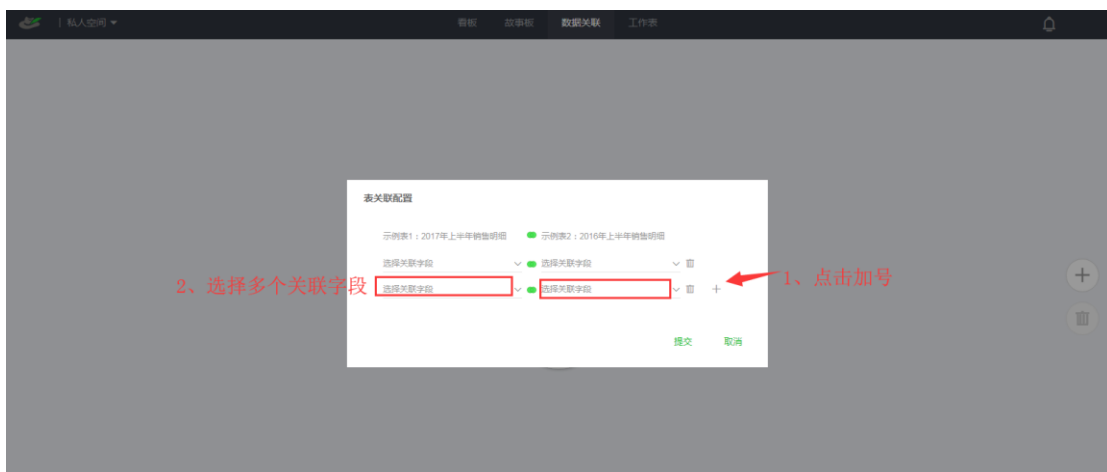 私人空间 看板 故事板 数据关联 工作表
表关联配置
示例表1：2017年上半年销售明细 示例表2：2016年上半年销售明细
选择关联字段 选择关联字段
2、选择多个关联字段 选择关联字段 选择关联字段 1、点击加号
提交 取消